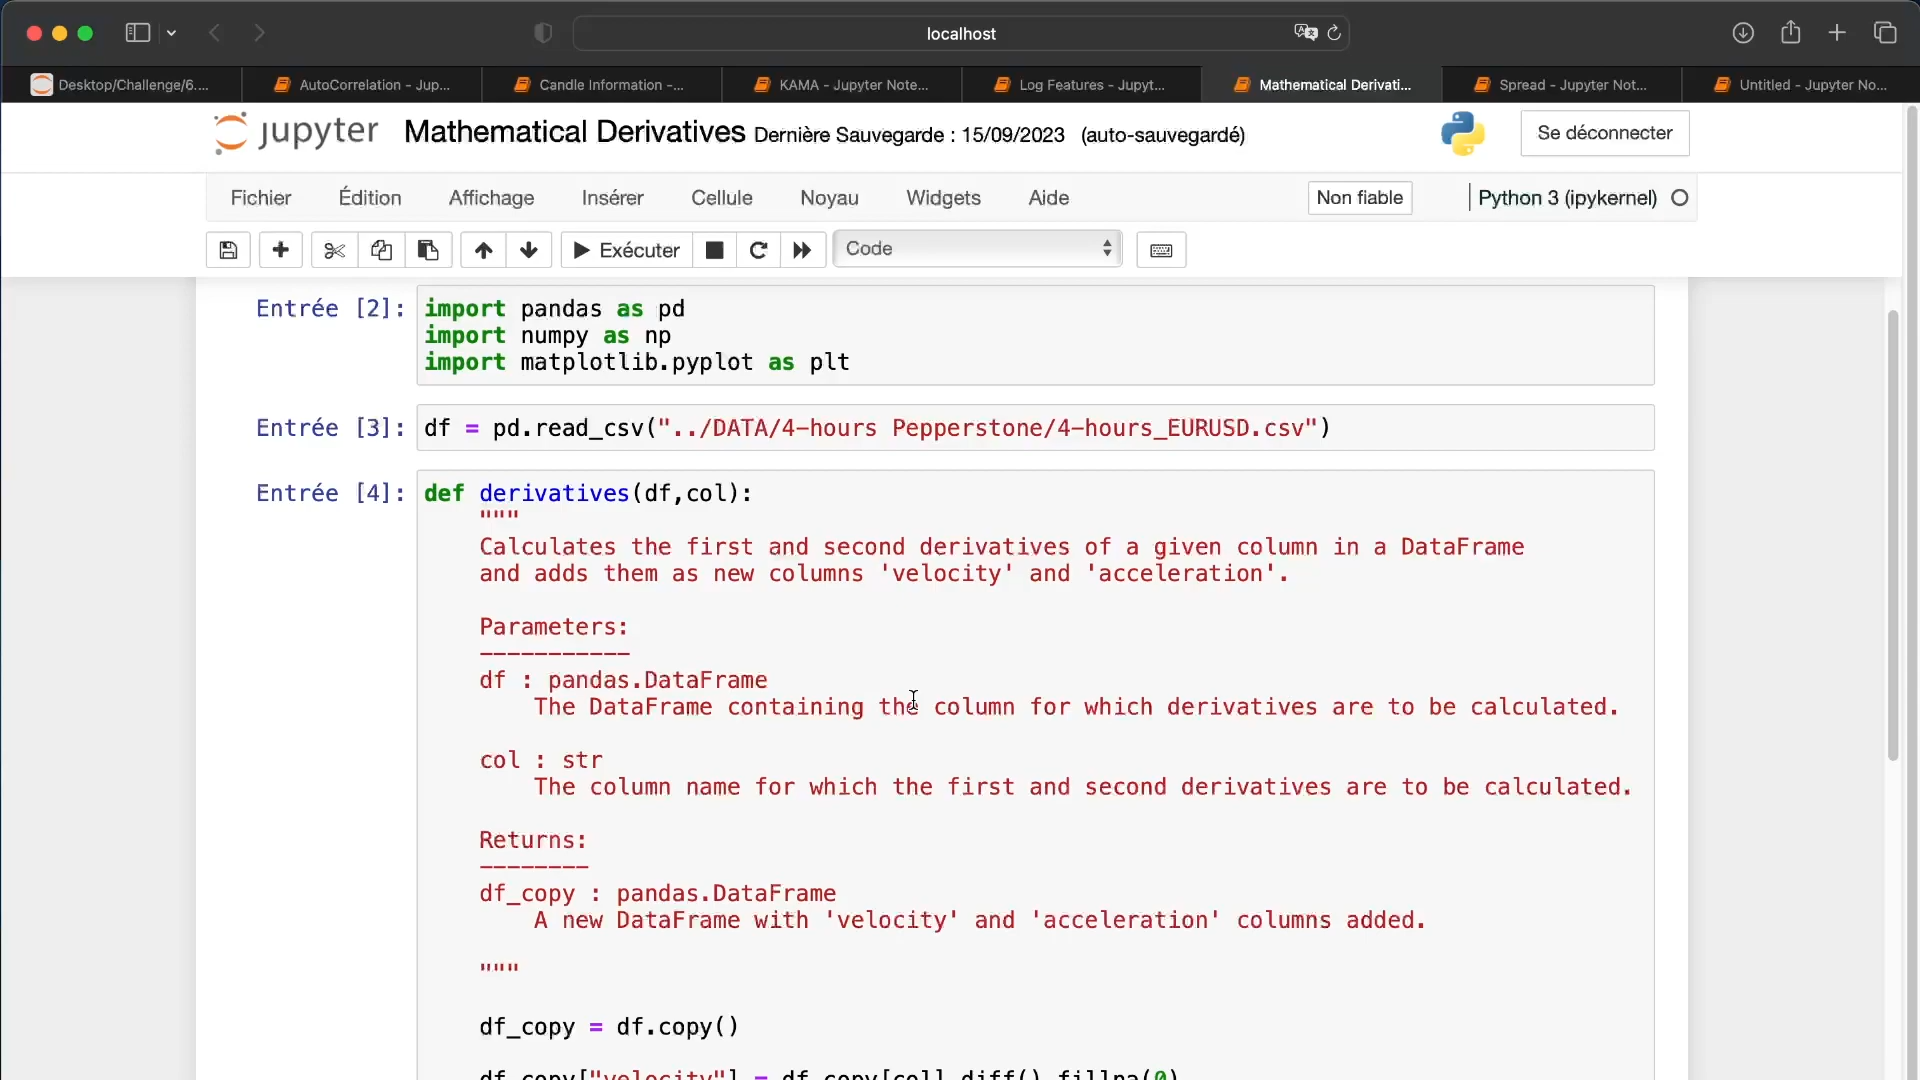 localhost
Desktop/Challenge/6....
AutoCorrelation - Jup...
Candle Information -...
KAMA - Jupyter Note...
Log Features - Jupyt...
Mathematical Derivati...
Spread - Jupyter Not...
Untitled - Jupyter No...
jupyter Mathematical Derivatives Dernière Sauvegarde : 15/09/2023 (auto-sauvegardé)
Se déconnecter
Fichier Édition Affichage Insérer Cellule Noyau Widgets Aide
Non fiable
Python 3 (ipykernel)
Exécuter
Code
Entrée [2]: import pandas as pd
import numpy as np
import matplotlib.pyplot as plt
Entrée [3]: df = pd.read_csv("../DATA/4-hours Pepperstone/4-hours_EURUSD.csv")
Entrée [4]: def derivatives(df,col):
"""
Calculates the first and second derivatives of a given column in a DataFrame
and adds them as new columns 'velocity' and 'acceleration'.
Parameters:
-----------
df : pandas.DataFrame
The DataFrame containing the column for which derivatives are to be calculated.
col : str
The column name for which the first and second derivatives are to be calculated.
Returns:
--------
df_copy : pandas.DataFrame
A new DataFrame with 'velocity' and 'acceleration' columns added.
"""
df_copy = df.copy()
df_copy["velocity"] = df_copy[col].diff().fillna(0)